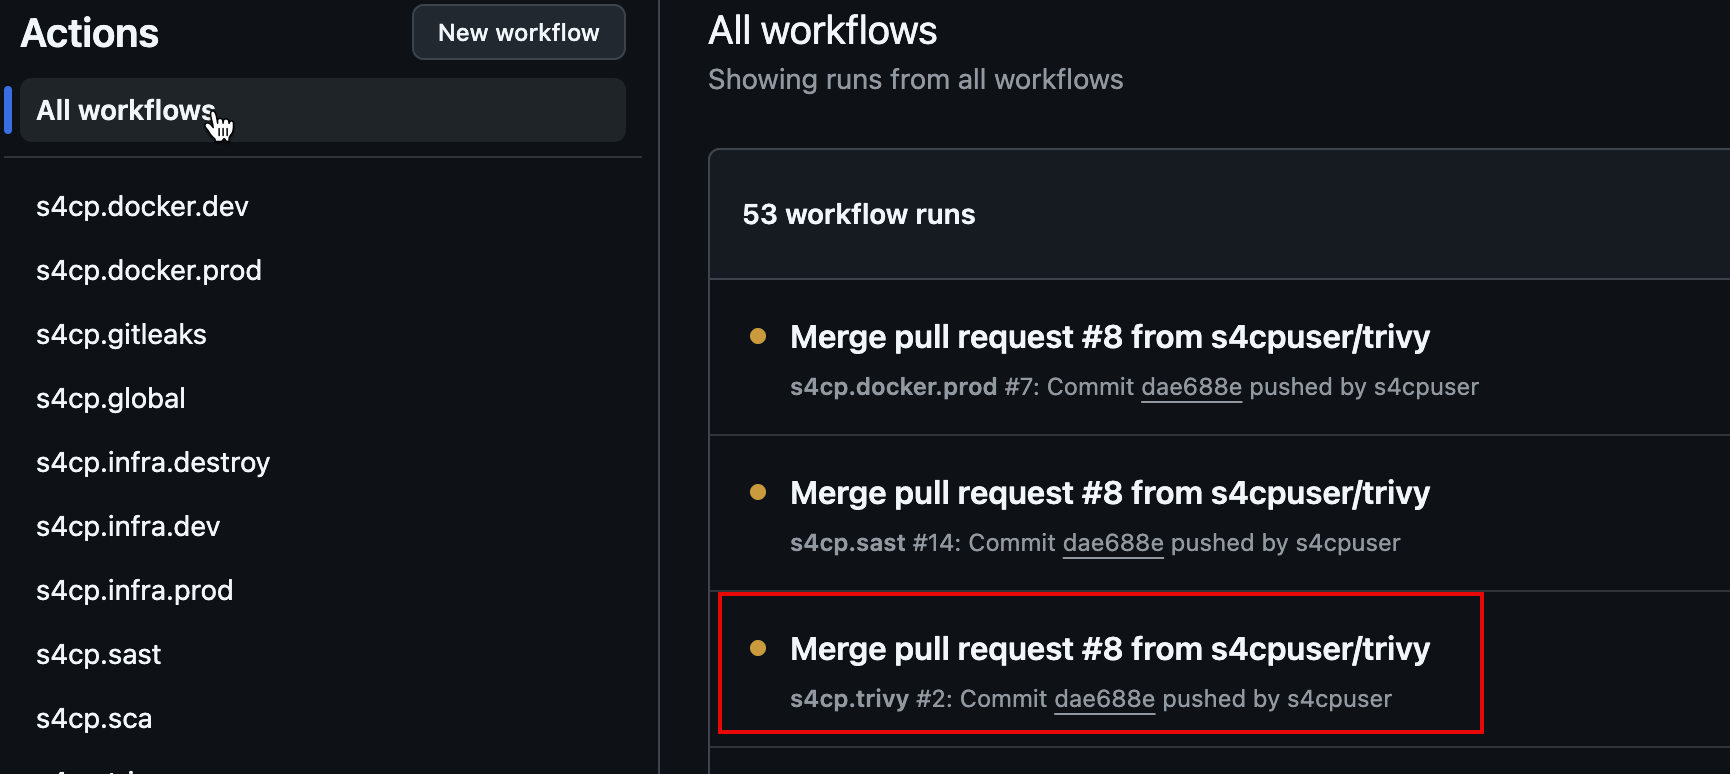 Actions
New workflow
All workflows
s4cp.docker.dev
s4cp.docker.prod
s4cp.gitleaks
s4cp.global
s4cp.infra.destroy
s4cp.infra.dev
s4cp.infra.prod
s4cp.sast
s4cp.sca
All workflows
Showing runs from all workflows
53 workflow runs
Merge pull request #8 from s4cpuser/trivy
s4cp.docker.prod #7: Commit dae688e pushed by s4cpuser
Merge pull request #8 from s4cpuser/trivy
s4cp.sast #14: Commit dae688e pushed by s4cpuser
Merge pull request #8 from s4cpuser/trivy
s4cp.trivy #2: Commit dae688e pushed by s4cpuser